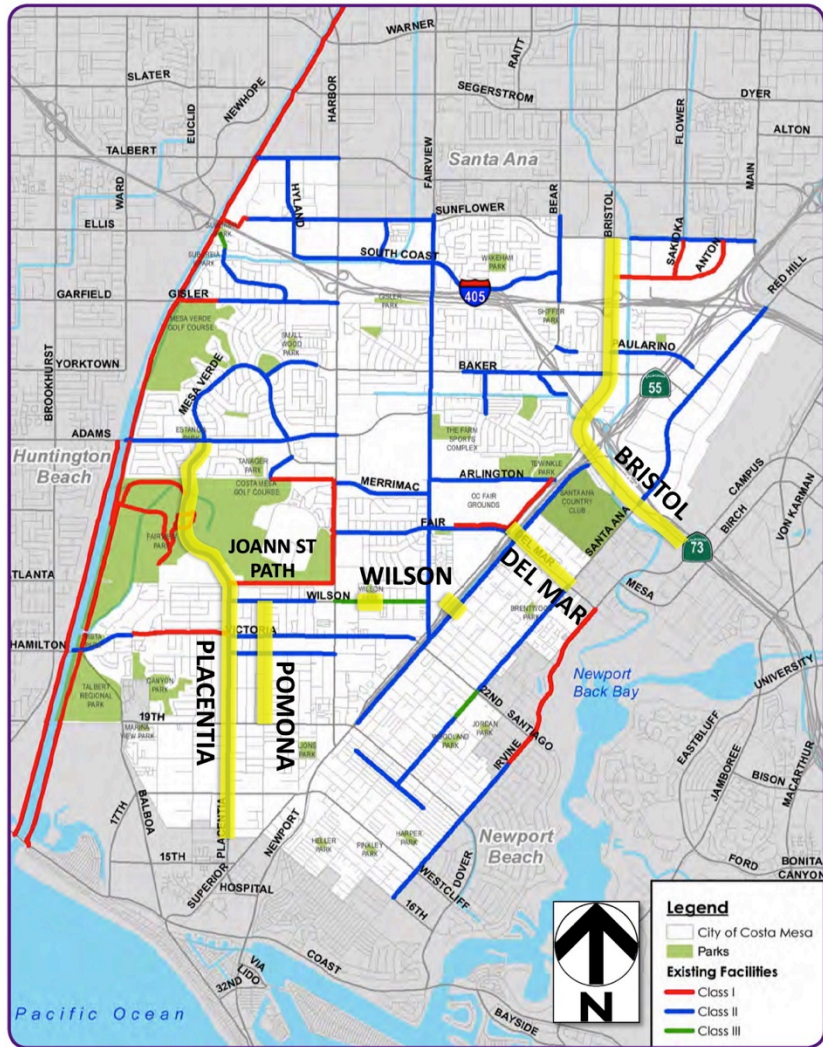 WARNER
RAITT
SLATER
SEGERSTROM
DYER
NEWHOPE
EUCLID
HARBOR
FLOWER
ALTON
TALBERT
FAIRVIEW
Santa Ana
MAIN
WARD
HYLAND
BEAR
BRISTOL
SUNFLOWER
ELLIS
SAKIOKA
ANTON
SOUTH COAST
WAKEHAM
PARK
RED HILL
GARFIELD
GISLER
GISLER
PARK
405
SHIFFER
PARK
MESA VERDE
GOLF COURSE
SMALL
WOOD
PARK
PAULARINO
YORKTOWN
BAKER
BROOKHURST
MESA VERDE
55
ADAMS
ESTANCIA
PARK
THE FARM
SPORTS
COMPLEX
Huntington
Beach
TANAGER
PARK
COSTA MESA
GOLF COURSE
MERRIMAC
ARLINGTON
TEWINKLE
PARK
BRISTOL
CAMPUS
BIRCH
VON KARMAN
OC FAIR
GROUNDS
SANTA ANA
COUNTRY
CLUB
SANTA ANA
FAIRVIEW
PARK
FAIR
JOANN ST
PATH
DEL MAR
DEL MAR
73
ATLANTA
WILSON
MESA
WILSON
WILSON
BRENTWOOD
PARK
HAMILTON
VICTORIA
PLACENTIA
POMONA
Newport
Back Bay
UNIVERSITY
TALBERT
REGIONAL
PARK
CANYON
PARK
22ND
SANTIAGO
EASTBLUFF
19TH
MARINA
VIEW PARK
LIONS
PARK
JORDAN
PARK
WOODLAND
PARK
IRVINE
JAMBOREE
BISON
MACARTHUR
17TH
BALBOA
PLACENTIA
NEWPORT
Newport
Beach
15TH
HELLER
PARK
PINKLEY
PARK
HARPER
PARK
DOVER
FORD
BONITA
CANYON
SUPERIOR
HOSPITAL
WESTCLIFF
16TH
COAST
VIA
LIDO
32ND
BAYSIDE
Pacific Ocean
N
Legend
City of Costa Mesa
Parks
Existing Facilities
Class I
Class II
Class III